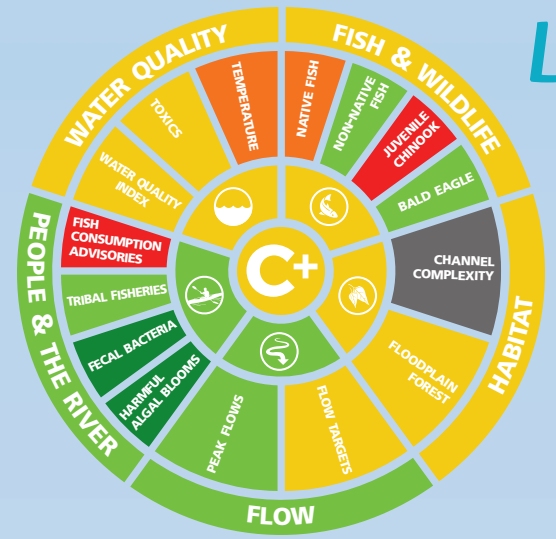 WATER QUALITY
FISH & WILDLIFE
HABITAT
FLOW
PEOPLE & THE RIVER
TOXICS
TEMPERATURE
WATER QUALITY
INDEX
NATIVE FISH
NON-NATIVE
FISH
JUVENILE
CHINOOK
BALD EAGLE
CHANNEL
COMPLEXITY
FLOODPLAIN
FOREST
FLOW TARGETS
PEAK FLOWS
HARMFUL
ALGAL BLOOMS
FECAL BACTERIA
TRIBAL FISHERIES
FISH
CONSUMPTION
ADVISORIES
C+
L